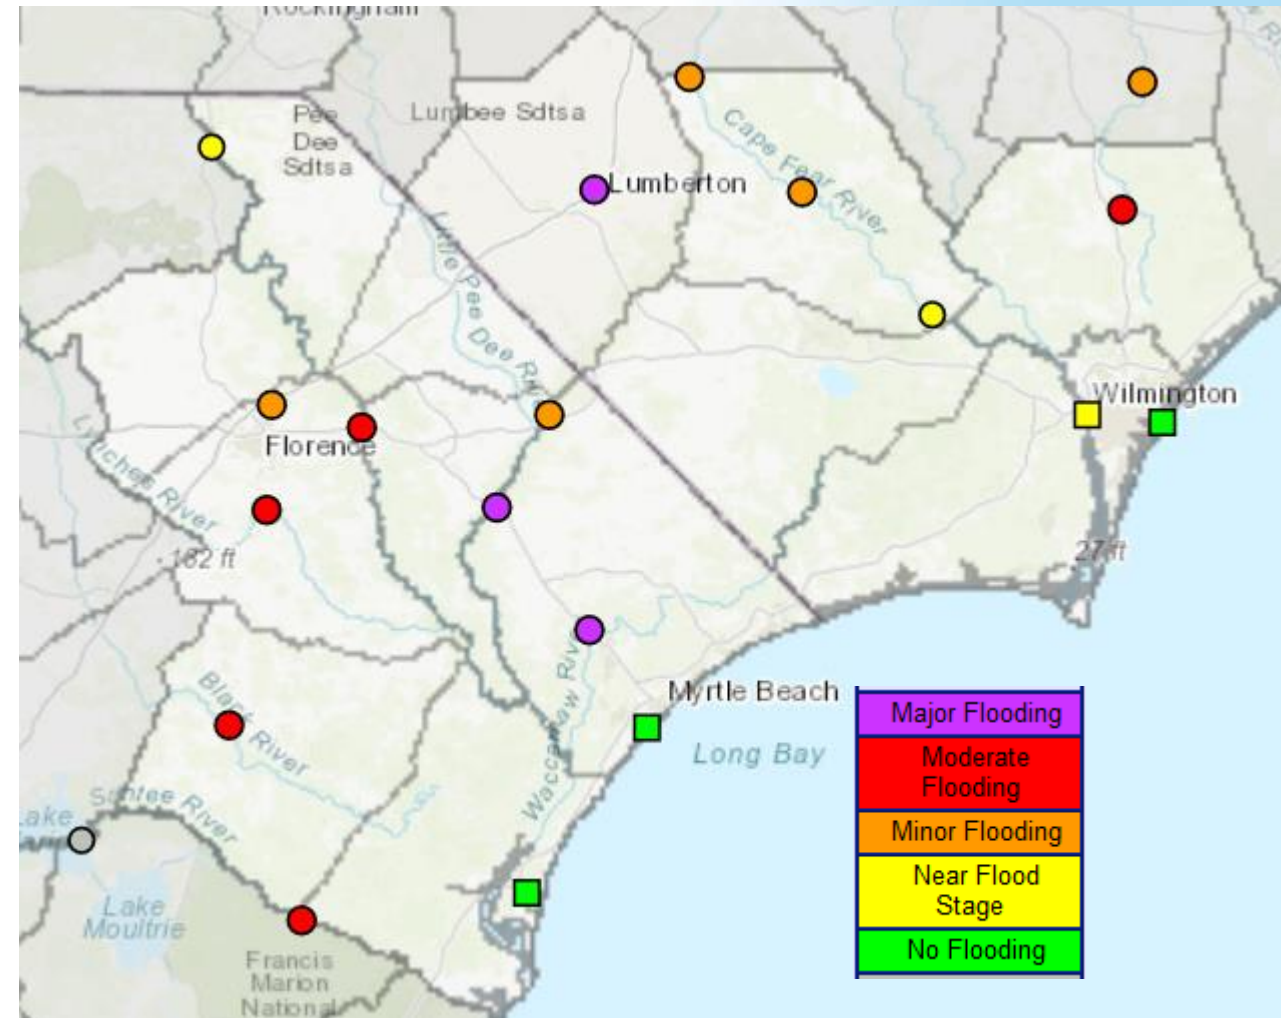 Rockingham
Pee
Dee
Sdtsa
Lumbee Sdtsa
Cape Fear River
Lumberton
Little Pee Dee River
Wilmington
Florence
Lynches River
182 ft
27 ft
Myrtle Beach
Long Bay
Waccamaw River
Black River
Santee River
Lake
Lake
Moultrie
Francis
Marion
National
Major Flooding
Moderate
Flooding
Minor Flooding
Near Flood
Stage
No Flooding